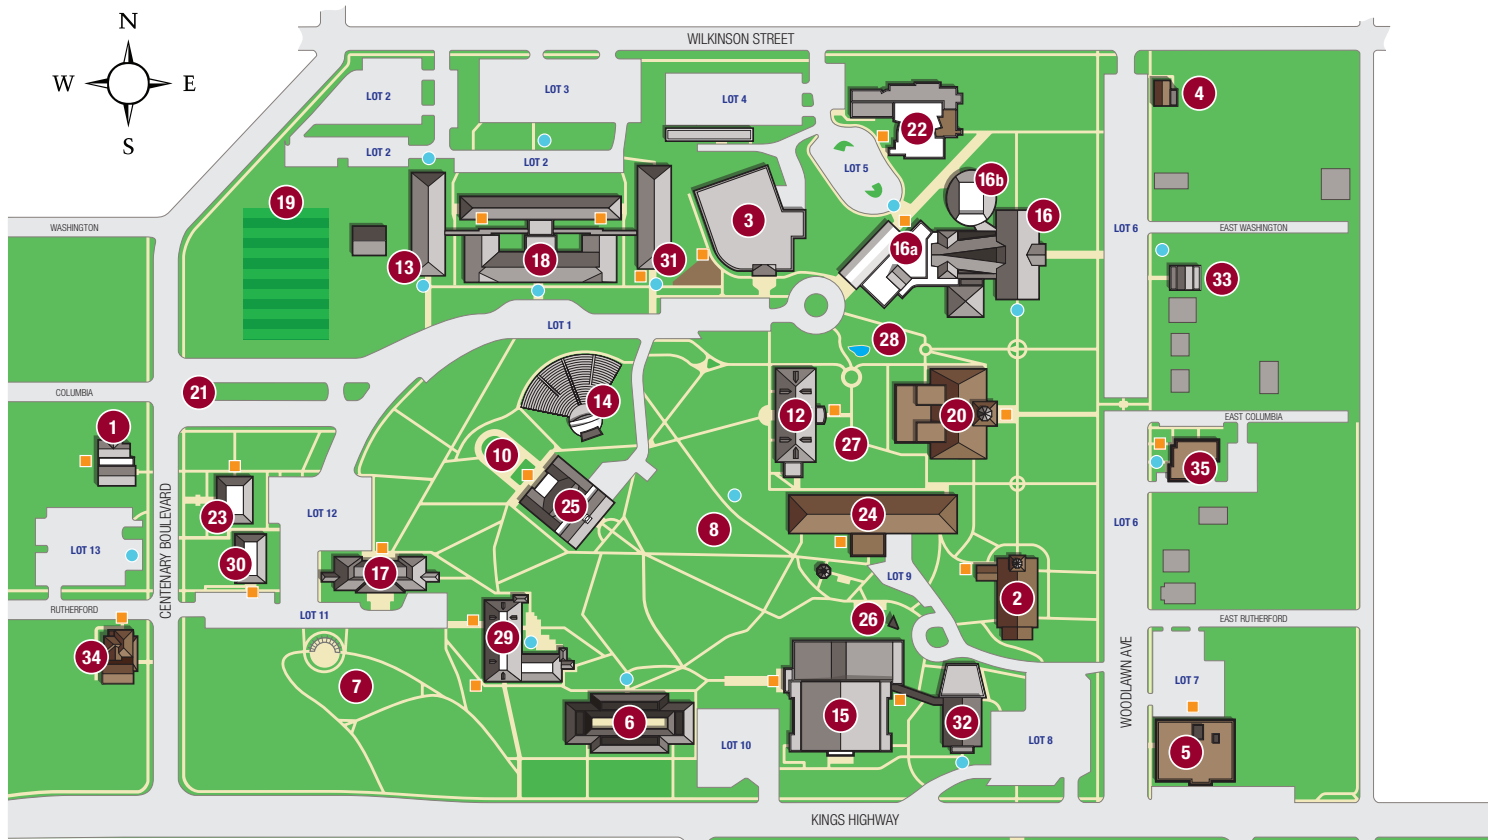 N
WILKINSON STREET
W
E
S
4
LOT 3
LOT 2
LOT 4
22
LOT 2
LOT 2
LOT 5
16b
19
3
16
WASHINGTON
LOT 6
EAST WASHINGTON
13
18
31
16a
33
LOT 1
28
21
COLUMBIA
14
12
20
EAST COLUMBIA
1
27
10
35
25
23
LOT 12
24
8
LOT 6
CENTENARY BOULEVARD
LOT 13
30
17
LOT 9
2
RUTHERFORD
LOT 11
26
EAST RUTHERFORD
29
34
7
LOT 7
WOODLAWN AVE
6
15
32
LOT 10
LOT 8
5
KINGS HIGHWAY